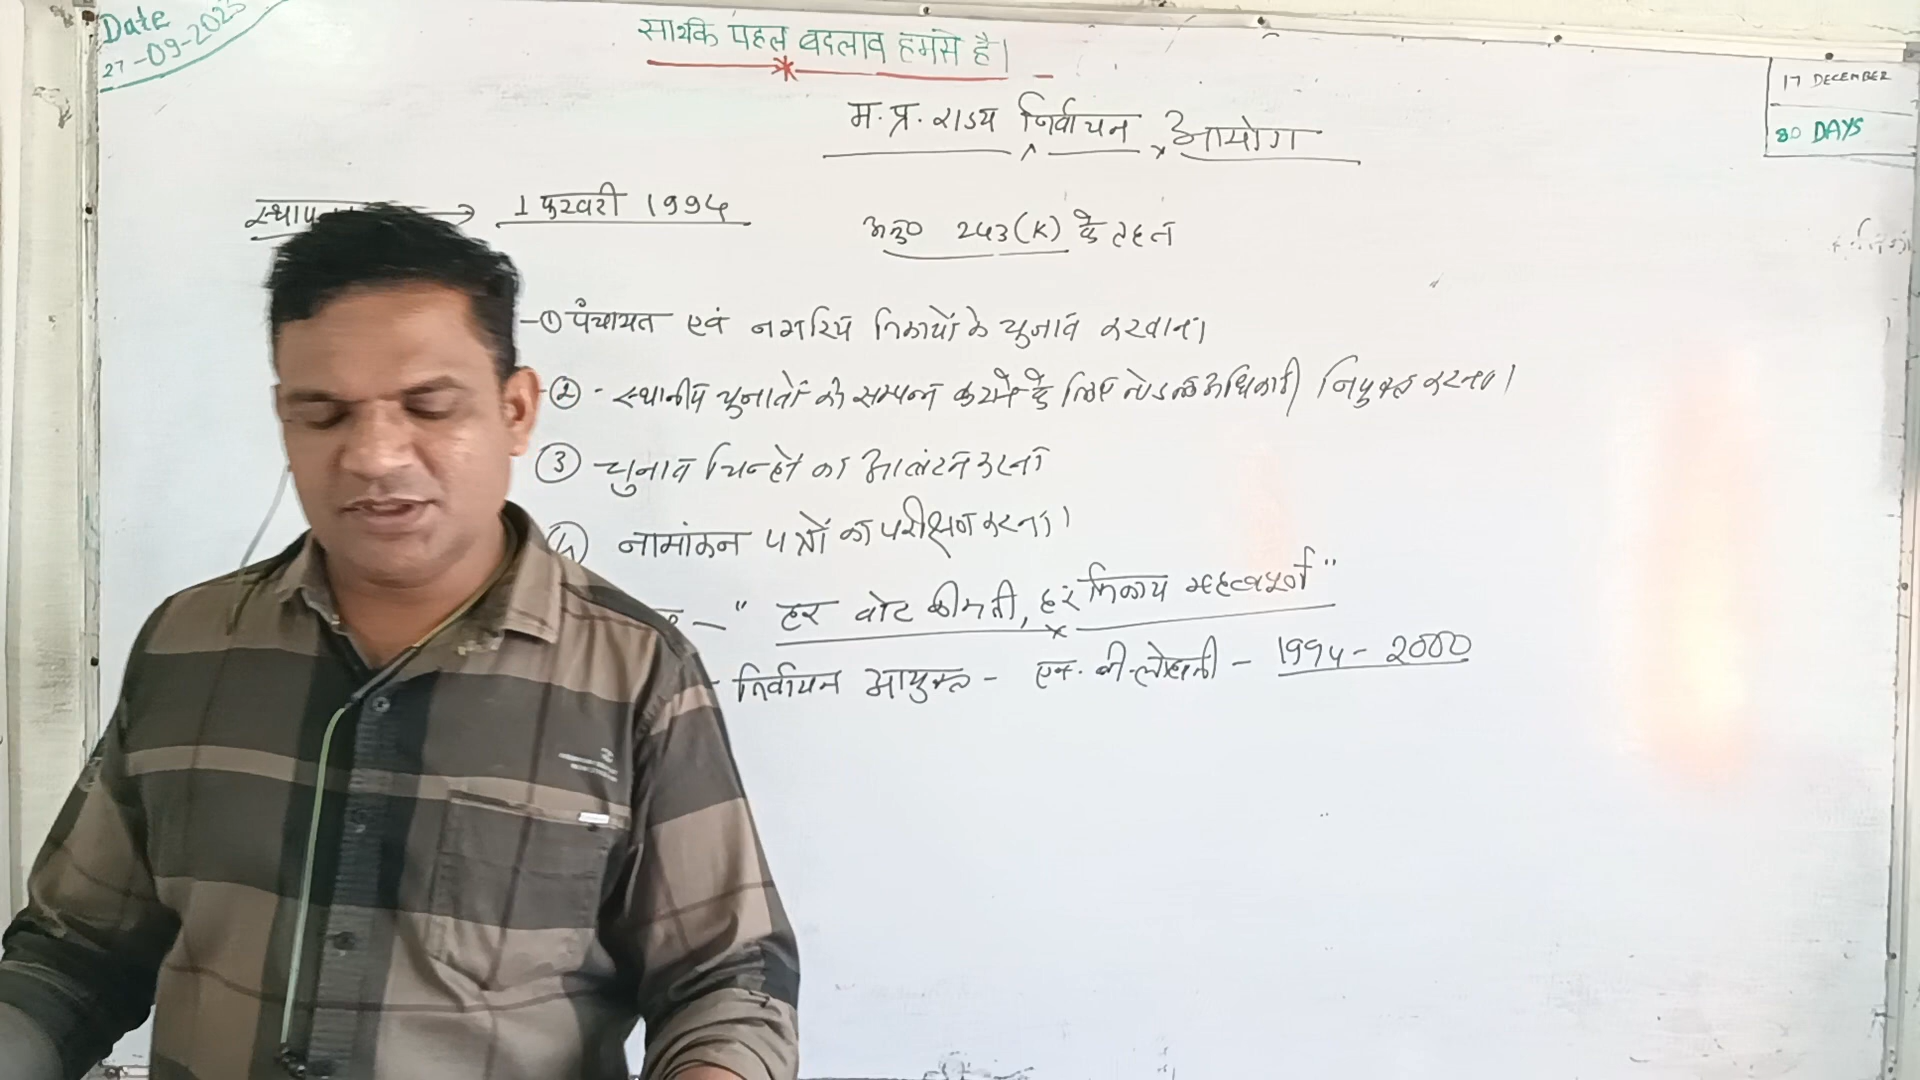 Date
27-09-2025
सार्थक पहल बदलाव हमसे है।
17 DECEMBER
80 DAYS
म.प्र. राज्य निर्वाचन आयोग
स्थाप → 1 फरवरी 1994
अनु० 243(K) के तहत
① पंचायत एवं नगरिय निकायों के चुनाव करवाना।
② - स्थानीय चुनावों को सम्पन्न कराने के लिए नोडल अधिकारी नियुक्त करना।
③ चुनाव चिन्हों का आवंटन करना
④ नामांकन पत्रों का परीक्षण करना।
- " हर वोट कीमती, हर निकाय महत्वपूर्ण "
- निर्वाचन आयुक्त - एन. बी. लोहानी - 1994 - 2000